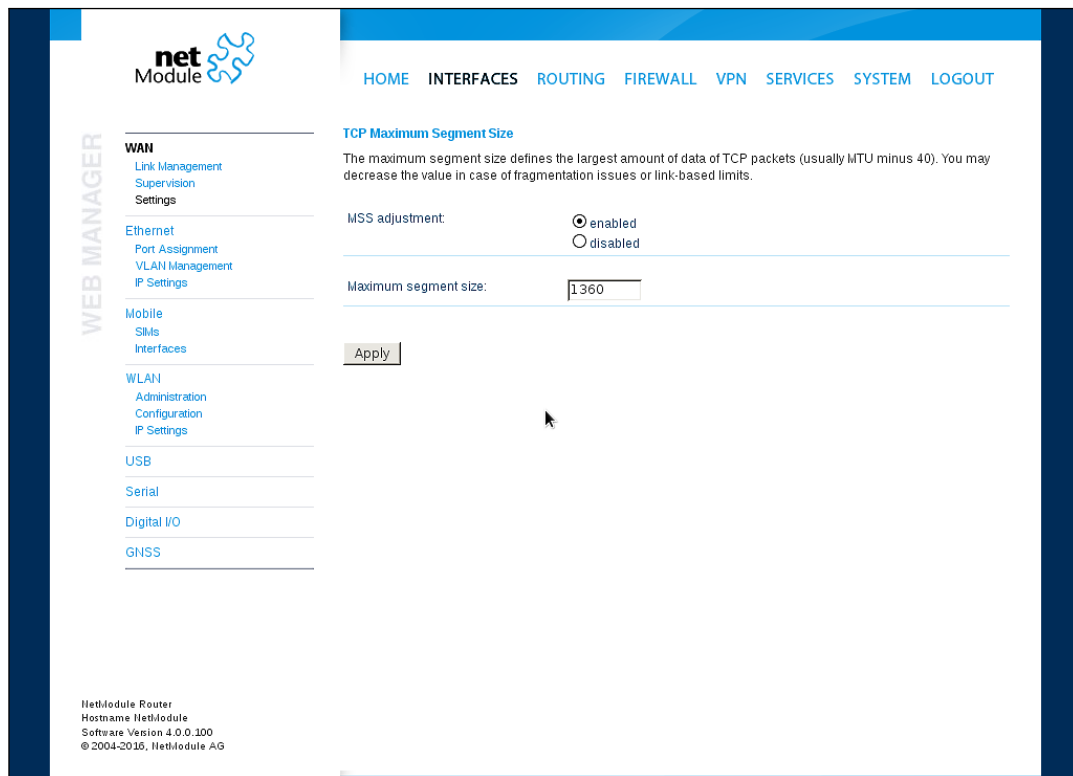 net
Module
HOME INTERFACES ROUTING FIREWALL VPN SERVICES SYSTEM LOGOUT
WEB MANAGER
WAN
Link Management
Supervision
Settings
Ethernet
Port Assignment
VLAN Management
IP Settings
Mobile
SIMs
Interfaces
WLAN
Administration
Configuration
IP Settings
USB
Serial
Digital I/O
GNSS
TCP Maximum Segment Size
The maximum segment size defines the largest amount of data of TCP packets (usually MTU minus 40). You may
decrease the value in case of fragmentation issues or link-based limits.
MSS adjustment:
enabled
disabled
Maximum segment size: 1360
Apply
NetModule Router
Hostname NetModule
Software Version 4.0.0.100
© 2004-2016, NetModule AG